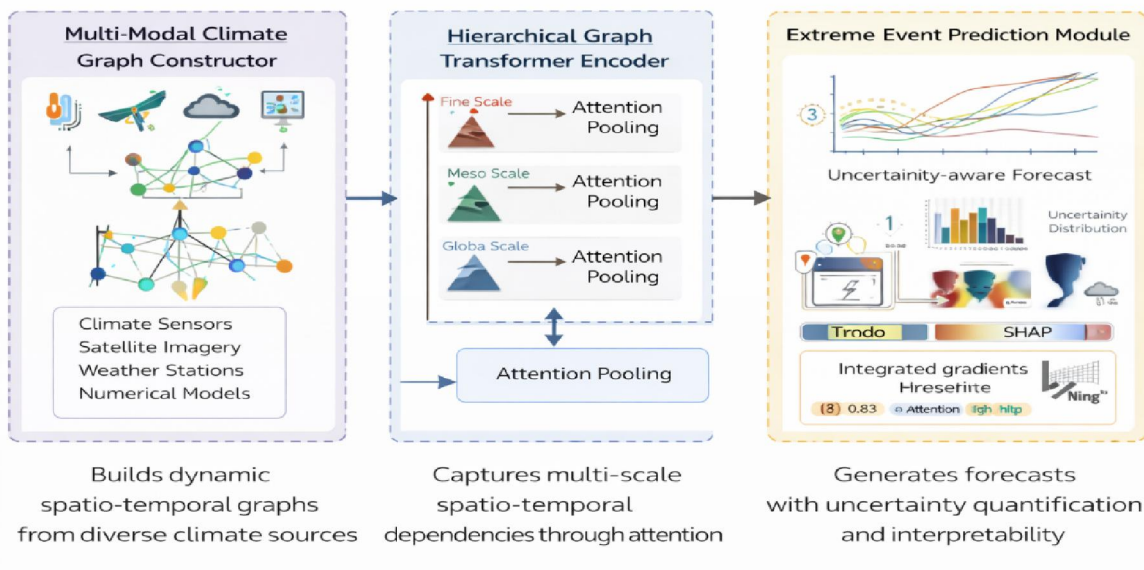 Multi-Modal Climate
Graph Constructor
Climate Sensors
Satellite Imagery
Weather Stations
Numerical Models
Builds dynamic
spatio-temporal graphs
from diverse climate sources
Hierarchical Graph
Transformer Encoder
Fine Scale
Attention
Pooling
Meso Scale
Attention
Pooling
Globa Scale
Attention
Pooling
Attention Pooling
Captures multi-scale
spatio-temporal
dependencies through attention
Extreme Event Prediction Module
3
Uncertainty-aware Forecast
1
Uncertainty
Distribution
Trodo
SHAP
Integrated gradients
Hresefite
Ning
(3) 0.83
Attention
Generates forecasts
with uncertainty quantification
and interpretability